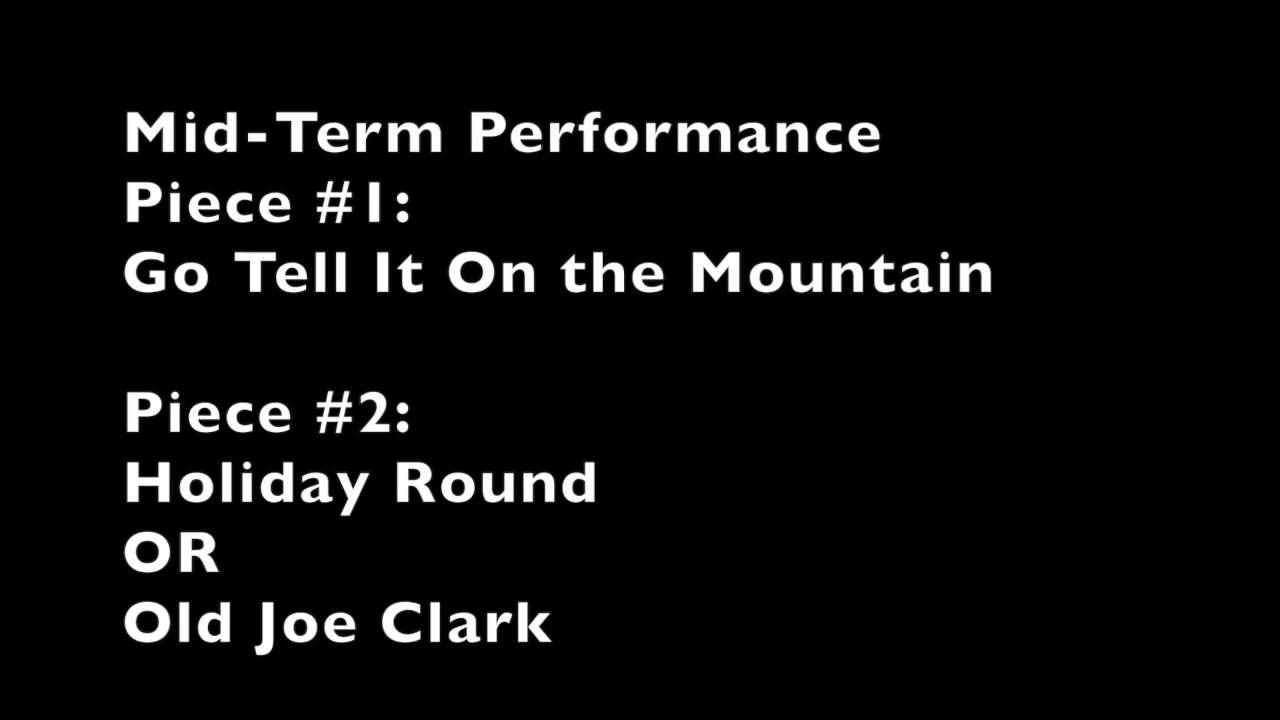 Mid-Term Performance
Piece #1:
Go Tell It On the Mountain
Piece #2:
Holiday Round
OR
Old Joe Clark